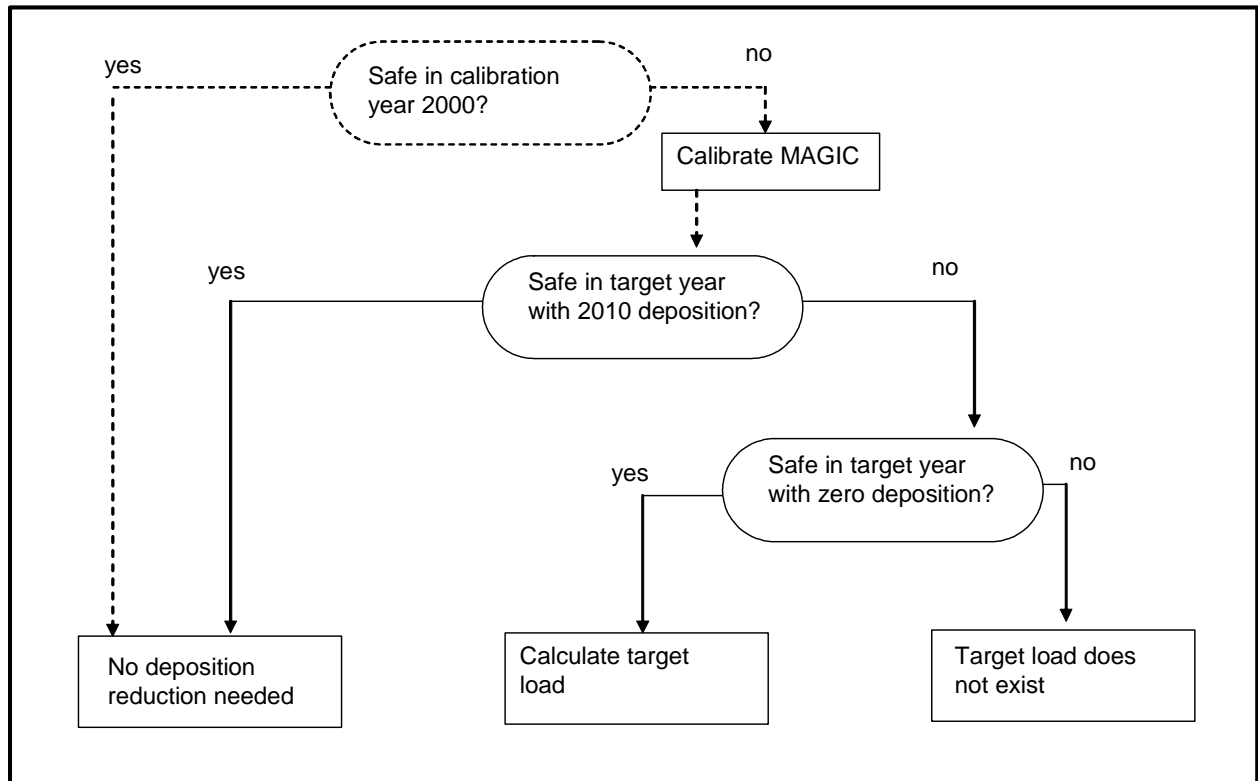 yes
Safe in calibration
year 2000?
no
Calibrate MAGIC
yes
Safe in target year
with 2010 deposition?
no
yes
Safe in target year
with zero deposition?
no
No deposition
reduction needed
Calculate target
load
Target load does
not exist